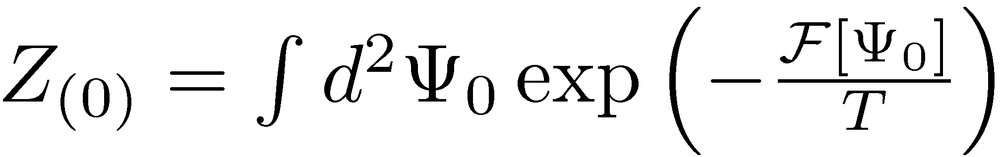 Z_{(0)} = \int d^2 \Psi_0 \exp \left( - \frac{\mathcal{F}[\Psi_0]}{T} \right)